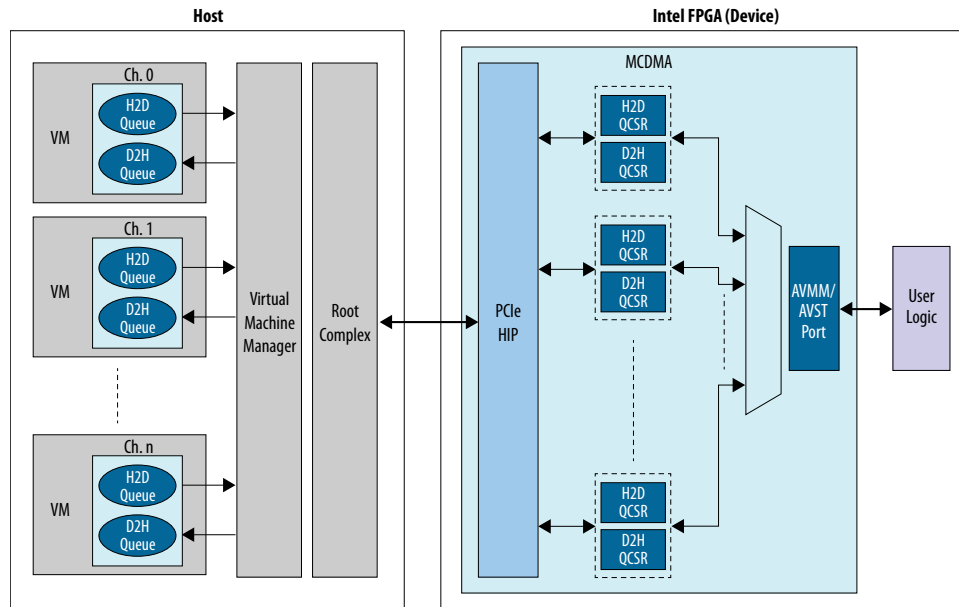 Host
Ch. 0
VM
H2D
Queue
D2H
Queue
Ch. 1
VM
H2D
Queue
D2H
Queue
Ch. n
VM
H2D
Queue
D2H
Queue
Virtual
Machine
Manager
Root
Complex
Intel FPGA (Device)
MCDMA
PCIe
HIP
H2D
QCSR
D2H
QCSR
H2D
QCSR
D2H
QCSR
H2D
QCSR
D2H
QCSR
AVMM/
AVST
Port
User
Logic